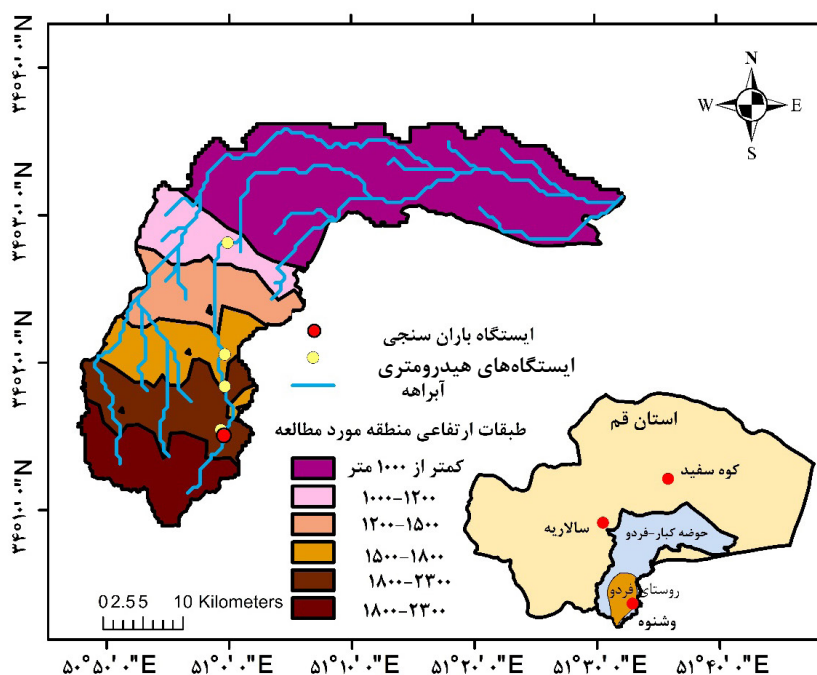 ۳۴°۴۰'۰"N
۳۴°۳۰'۰"N
۳۴°۲۰'۰"N
۳۴°۱۰'۰"N
N
W
E
S
ایستگاه باران سنجی
ایستگاه‌های هیدرومتری
آبراهه
طبقات ارتفاعی منطقه مورد مطالعه
کمتر از ۱۰۰۰ متر
۱۰۰۰-۱۲۰۰
۱۲۰۰-۱۵۰۰
۱۵۰۰-۱۸۰۰
۱۸۰۰-۲۳۰۰
۱۸۰۰-۲۳۰۰
0 2.5 5 10 Kilometers
استان قم
کوه سفید
سالاریه
حوضه کبار-فردو
روستای فردو
وشنوه
۵۰°۵۰'۰"E
۵۱°۰'۰"E
۵۱°۱۰'۰"E
۵۱°۲۰'۰"E
۵۱°۳۰'۰"E
۵۱°۴۰'۰"E